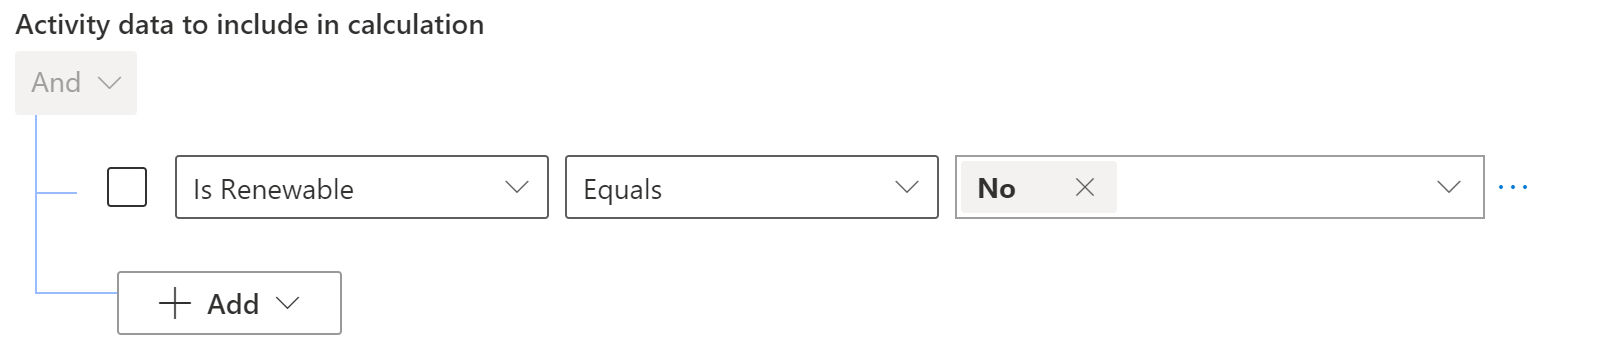 Activity data to include in calculation
And
Is Renewable Equals No
Add